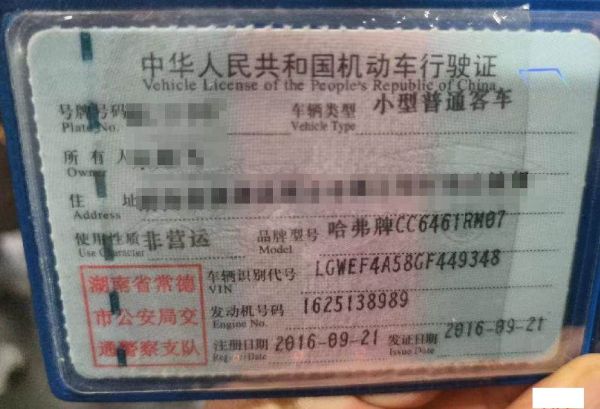 中华人民共和国机动车行驶证
Vehicle License of the People's Republic of China
号牌号码
Plate No.
车辆类型 小型普通客车
Vehicle Type
所有人
Owner
住 址
Address
使用性质 非营运
Use Character
品牌型号 哈弗牌CC6461RM07
Model
湖南省常德
市公安局交
通警察支队
车辆识别代号 LGWEF4A58GF449348
VIN
发动机号码 1625138989
Engine No.
注册日期 2016-09-21
Register Date
发证日期 2016-09-21
Issue Date